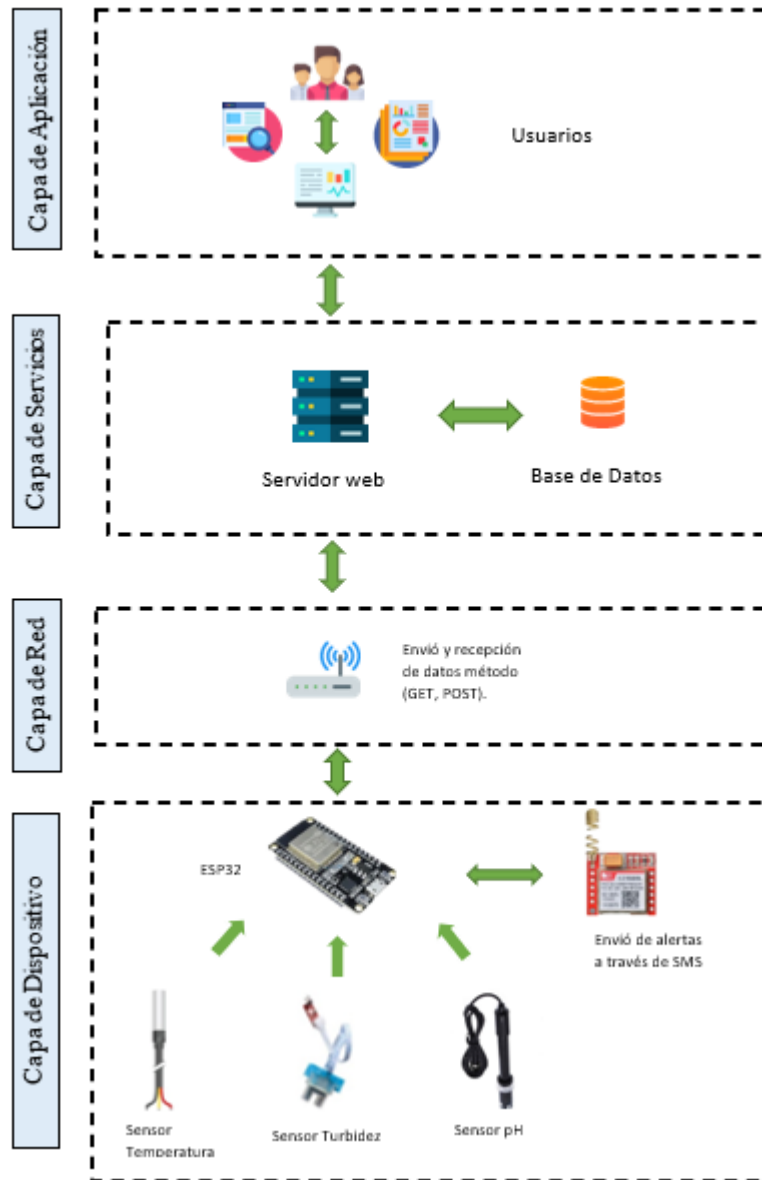 Capa de Aplicación
Usuarios
Capa de Servicios
Servidor web
Base de Datos
Capa de Red
Envió y recepción
de datos método
(GET, POST).
Capa de Dispositivo
ESP32
Envió de alertas
a través de SMS
Sensor
Temperatura
Sensor Turbidez
Sensor pH